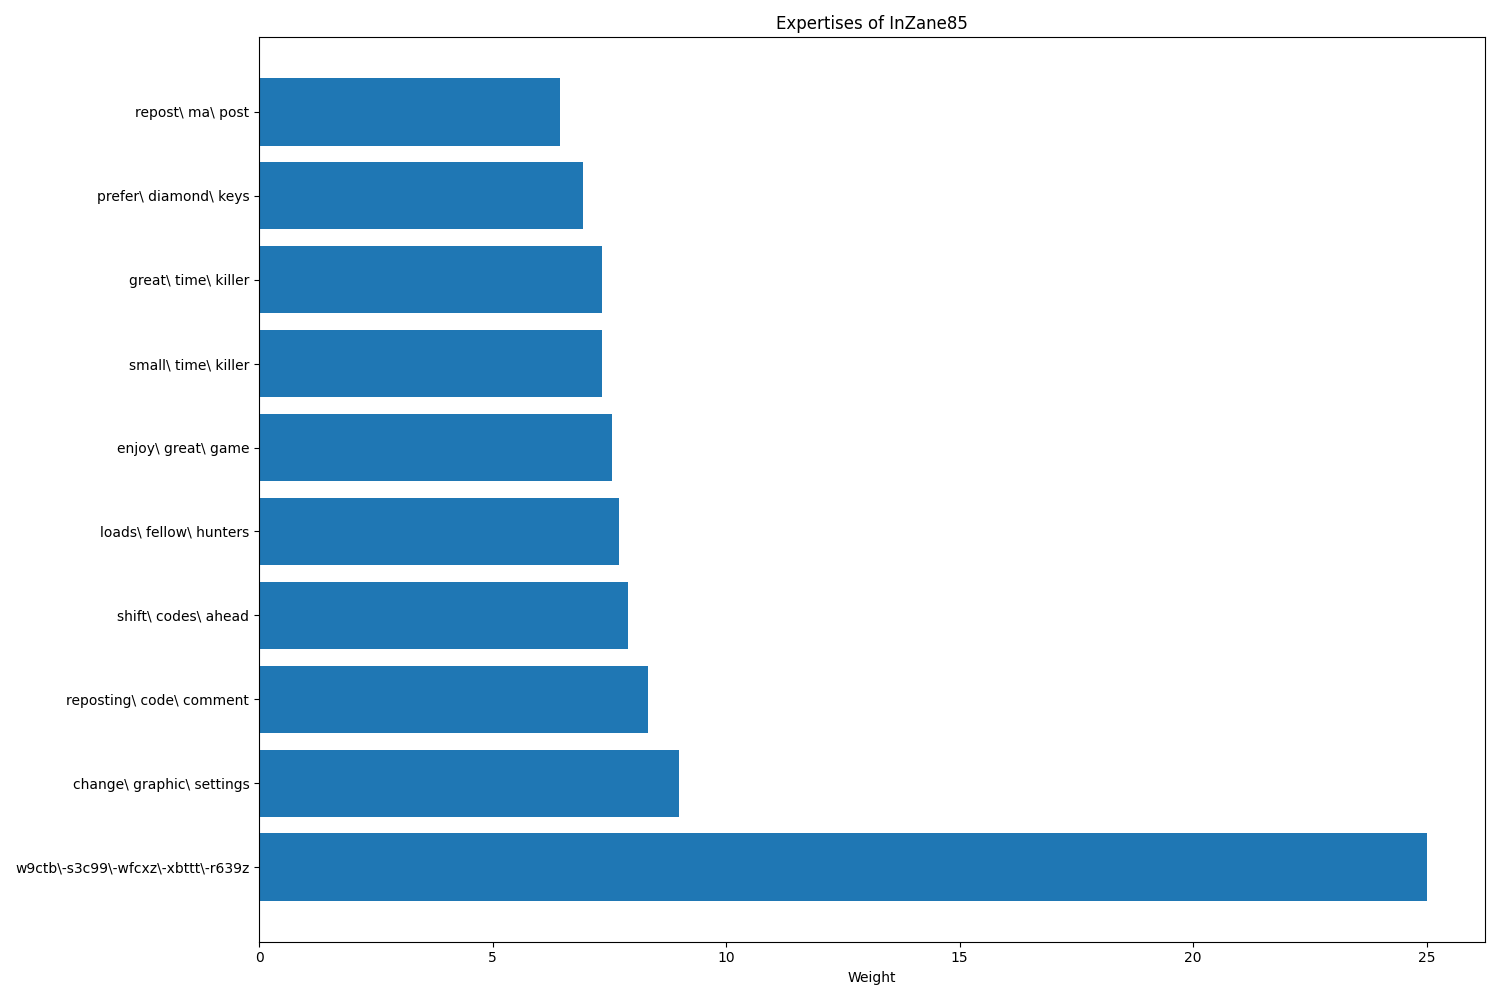 Expertises of InZane85
repost\ ma\ post
prefer\ diamond\ keys
great\ time\ killer
small\ time\ killer
enjoy\ great\ game
loads\ fellow\ hunters
shift\ codes\ ahead
reposting\ code\ comment
change\ graphic\ settings
w9ctb\-s3c99\-wfcxz\-xbttt\-r639z
0 5 10 15 20 25
Weight